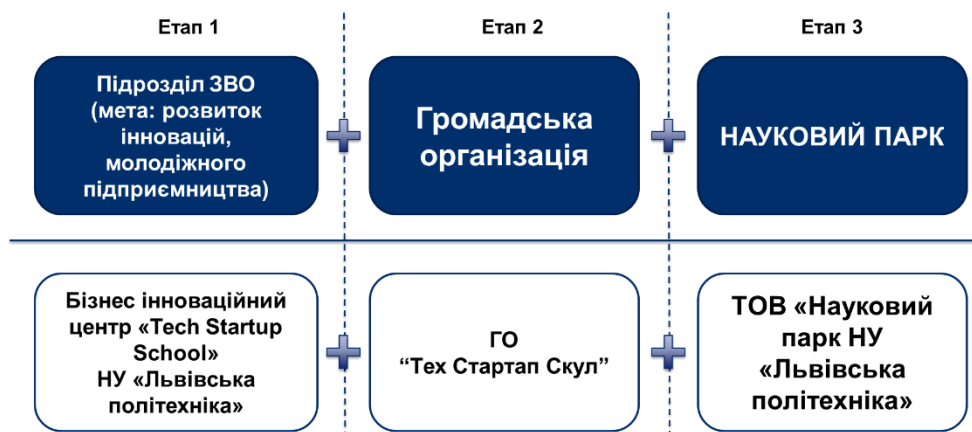 Етап 1
Етап 2
Етап 3
Підрозділ ЗВО
(мета: розвиток
інновацій,
молодіжного
підприємництва)
Громадська
організація
НАУКОВИЙ ПАРК
Бізнес інноваційний
центр «Tech Startup
School»
НУ «Львівська
політехніка»
ГО
“Тех Стартап Скул”
ТОВ «Науковий
парк НУ
«Львівська
політехніка»